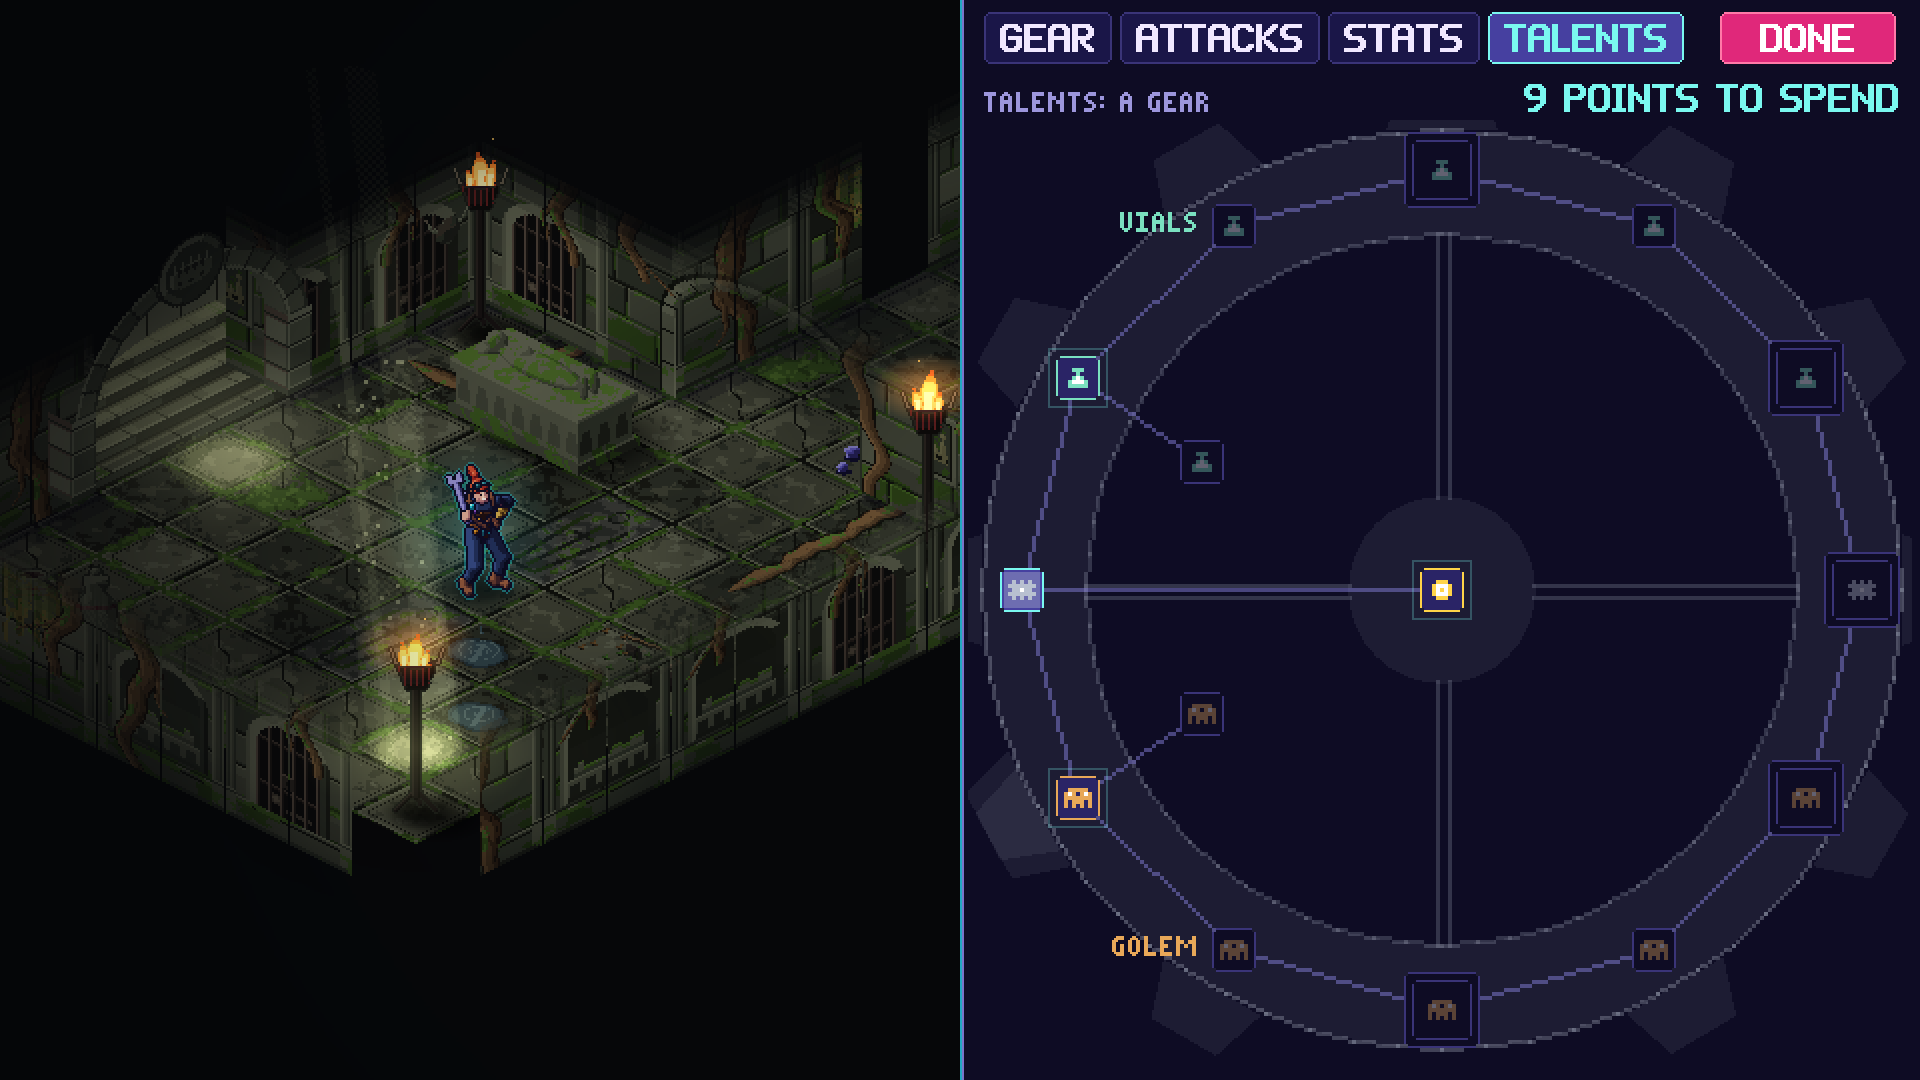 GEAR ATTACKS STATS TALENTS DONE
TALENTS: A GEAR 9 POINTS TO SPEND
VIALS
GOLEM